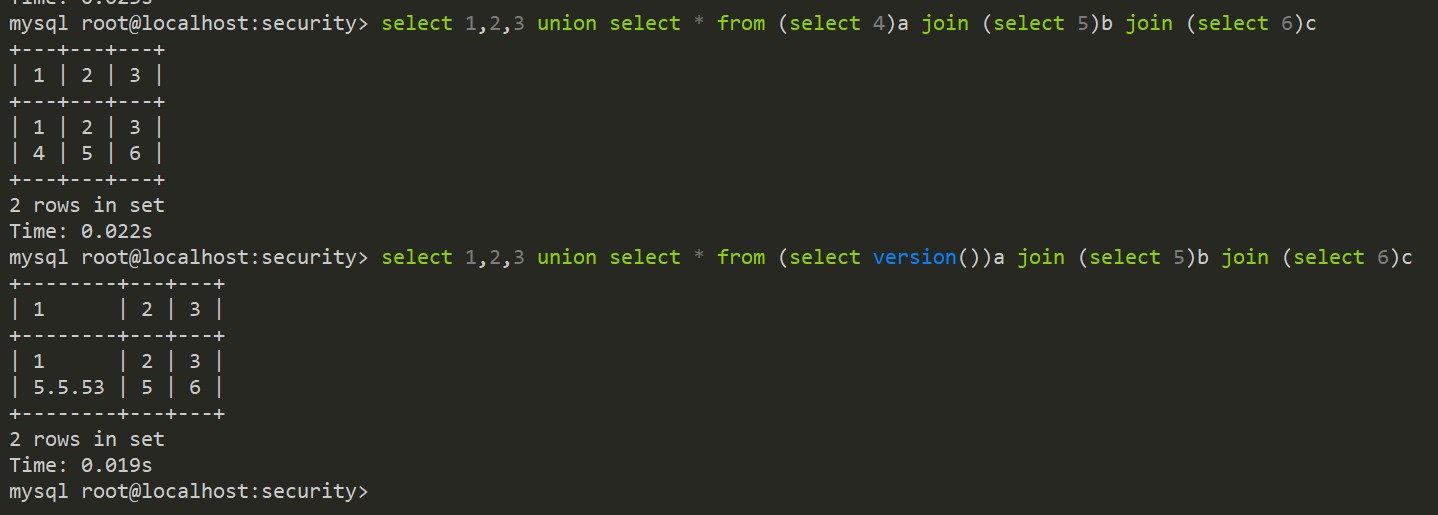 Time: 0.023s
mysql root@localhost:security> select 1,2,3 union select * from (select 4)a join (select 5)b join (select 6)c
+---+---+---+
| 1 | 2 | 3 |
+---+---+---+
| 1 | 2 | 3 |
| 4 | 5 | 6 |
+---+---+---+
2 rows in set
Time: 0.022s
mysql root@localhost:security> select 1,2,3 union select * from (select version())a join (select 5)b join (select 6)c
+--------+---+---+
| 1      | 2 | 3 |
+--------+---+---+
| 1      | 2 | 3 |
| 5.5.53 | 5 | 6 |
+--------+---+---+
2 rows in set
Time: 0.019s
mysql root@localhost:security>